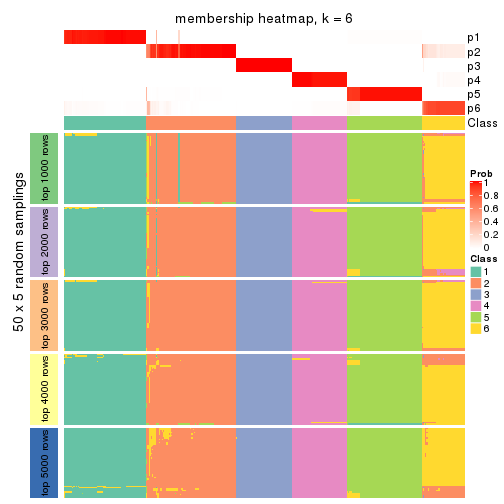 membership heatmap, k = 6
p1
p2
p3
p4
p5
p6
Class
50 x 5 random samplings
top 1000 rows
top 2000 rows
top 3000 rows
top 4000 rows
top 5000 rows
Prob
1
0.8
0.6
0.4
0.2
0
Class
1
2
3
4
5
6